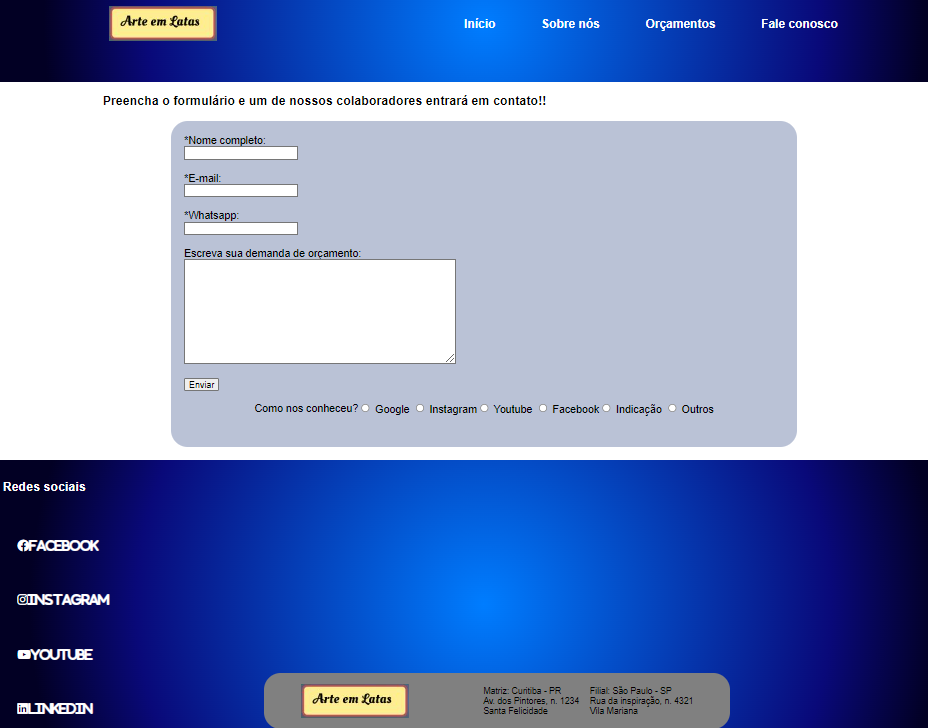 Arte em Latas
Início Sobre nós Orçamentos Fale conosco
Preencha o formulário e um de nossos colaboradores entrará em contato!!
*Nome completo:
*E-mail:
*Whatsapp:
Escreva sua demanda de orçamento:
Enviar
Como nos conheceu? Google Instagram Youtube Facebook Indicação Outros
Redes sociais
FACEBOOK
INSTAGRAM
YOUTUBE
LINKEDIN
Arte em Latas
Matriz: Curitiba - PR
Av. dos Pintores, n. 1234
Santa Felicidade
Filial: São Paulo - SP
Rua da inspiração, n. 4321
Vila Mariana